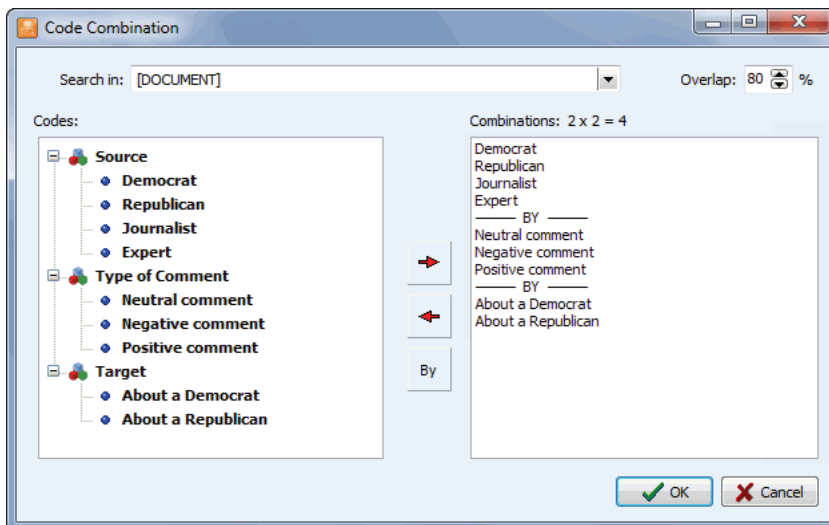 Code Combination
Search in: [DOCUMENT] Overlap: 80 %
Codes: Combinations: 2 x 2 = 4
Source
Democrat
Republican
Journalist
Expert
Type of Comment
Neutral comment
Negative comment
Positive comment
Target
About a Democrat
About a Republican
By
Democrat
Republican
Journalist
Expert
BY
Neutral comment
Negative comment
Positive comment
BY
About a Democrat
About a Republican
OK Cancel